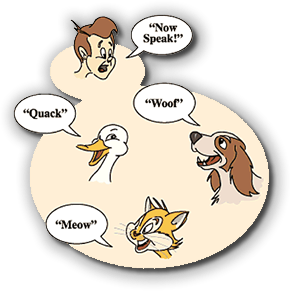 “Now
Speak!”
“Quack”
“Woof”
“Meow”